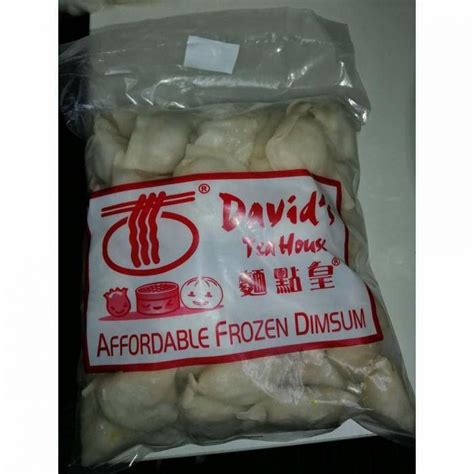 ®
David's
Tea House
麵點皇®
AFFORDABLE FROZEN DIMSUM